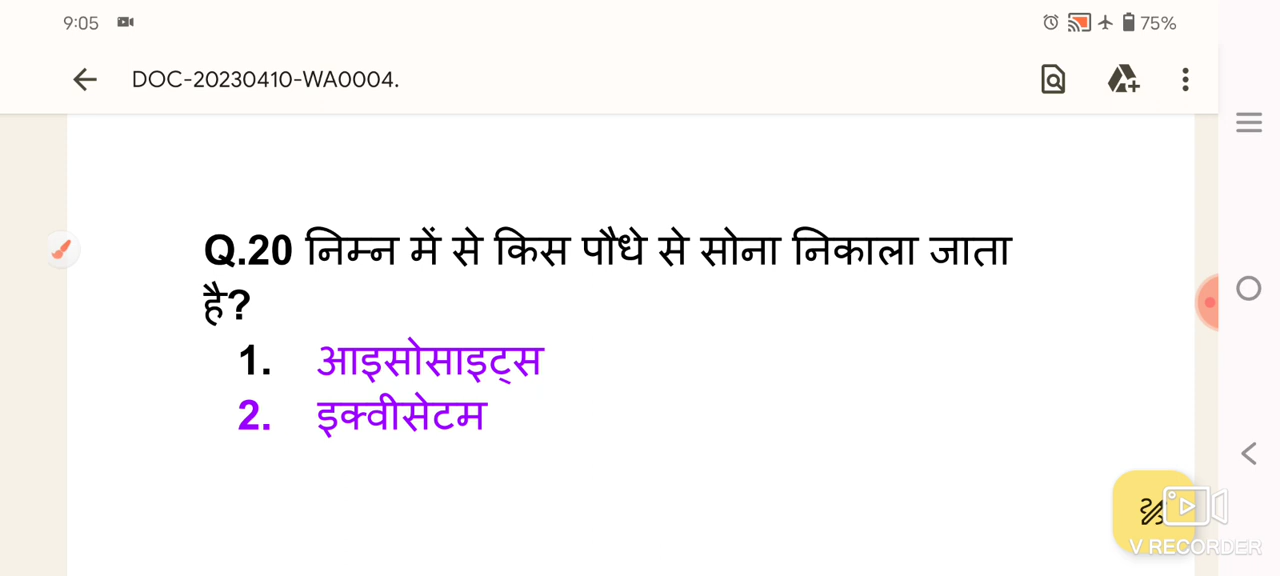 9:05
75%
DOC-20230410-WA0004.
Q.20 निम्न में से किस पौधे से सोना निकाला जाता
है?
1. आइसोसाइट्स
2. इक्वीसेटम
V RECORDER